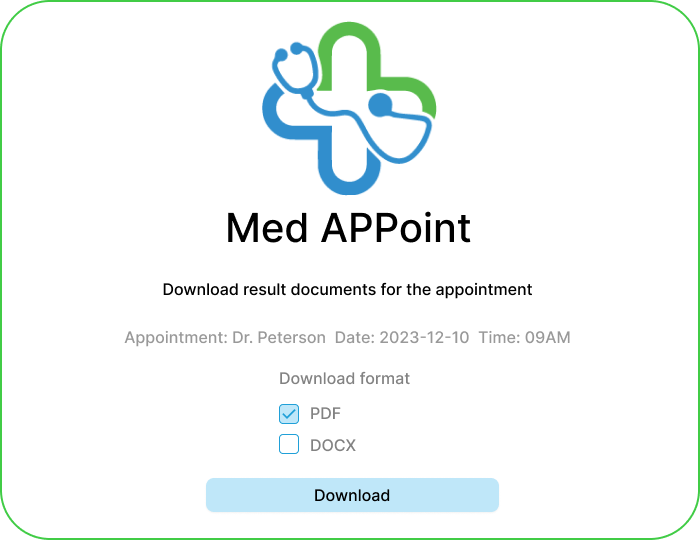 Med APPoint
Download result documents for the appointment
Appointment: Dr. Peterson  Date: 2023-12-10  Time: 09AM
Download format
PDF
DOCX
Download